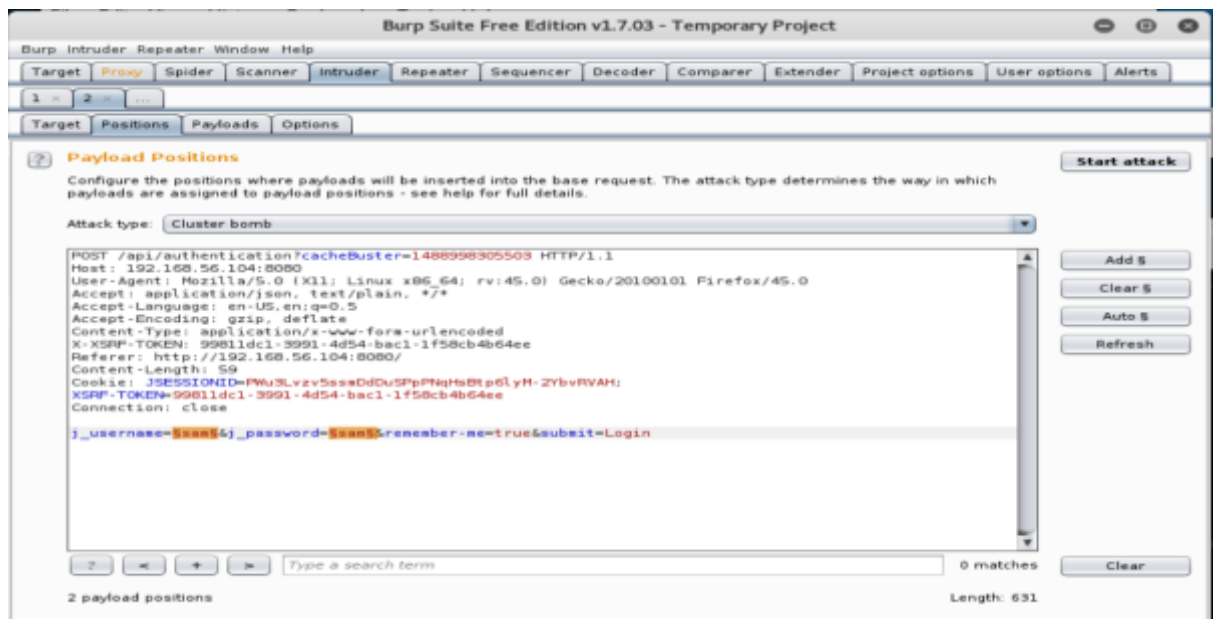 Burp Suite Free Edition v1.7.03 - Temporary Project
Burp Intruder Repeater Window Help
Target Proxy Spider Scanner Intruder Repeater Sequencer Decoder Comparer Extender Project options User options Alerts
1 × 2 × ...
Target Positions Payloads Options
? Payload Positions
Start attack
Configure the positions where payloads will be inserted into the base request. The attack type determines the way in which
payloads are assigned to payload positions - see help for full details.
Attack type: Cluster bomb
POST /api/authentication?cacheBuster=1488998305503 HTTP/1.1
Host: 192.168.56.104:8080
User-Agent: Mozilla/5.0 (X11; Linux x86_64; rv:45.0) Gecko/20100101 Firefox/45.0
Accept: application/json, text/plain, */*
Accept-Language: en-US,en;q=0.5
Accept-Encoding: gzip, deflate
Content-Type: application/x-www-form-urlencoded
X-XSRF-TOKEN: 99811dc1-3991-4d54-bac1-1f58cb4b64ee
Referer: http://192.168.56.104:8080/
Content-Length: 59
Cookie: JSESSIONID=PWu3Lvzv5ssmDdDuSPpPNqHsBtp6lyM-2YbvRVAH;
XSRF-TOKEN=99811dc1-3991-4d54-bac1-1f58cb4b64ee
Connection: close
j_username=§sam§&j_password=§sam§&remember-me=true&submit=Login
Add §
Clear §
Auto §
Refresh
? < + > Type a search term 0 matches Clear
2 payload positions Length: 631